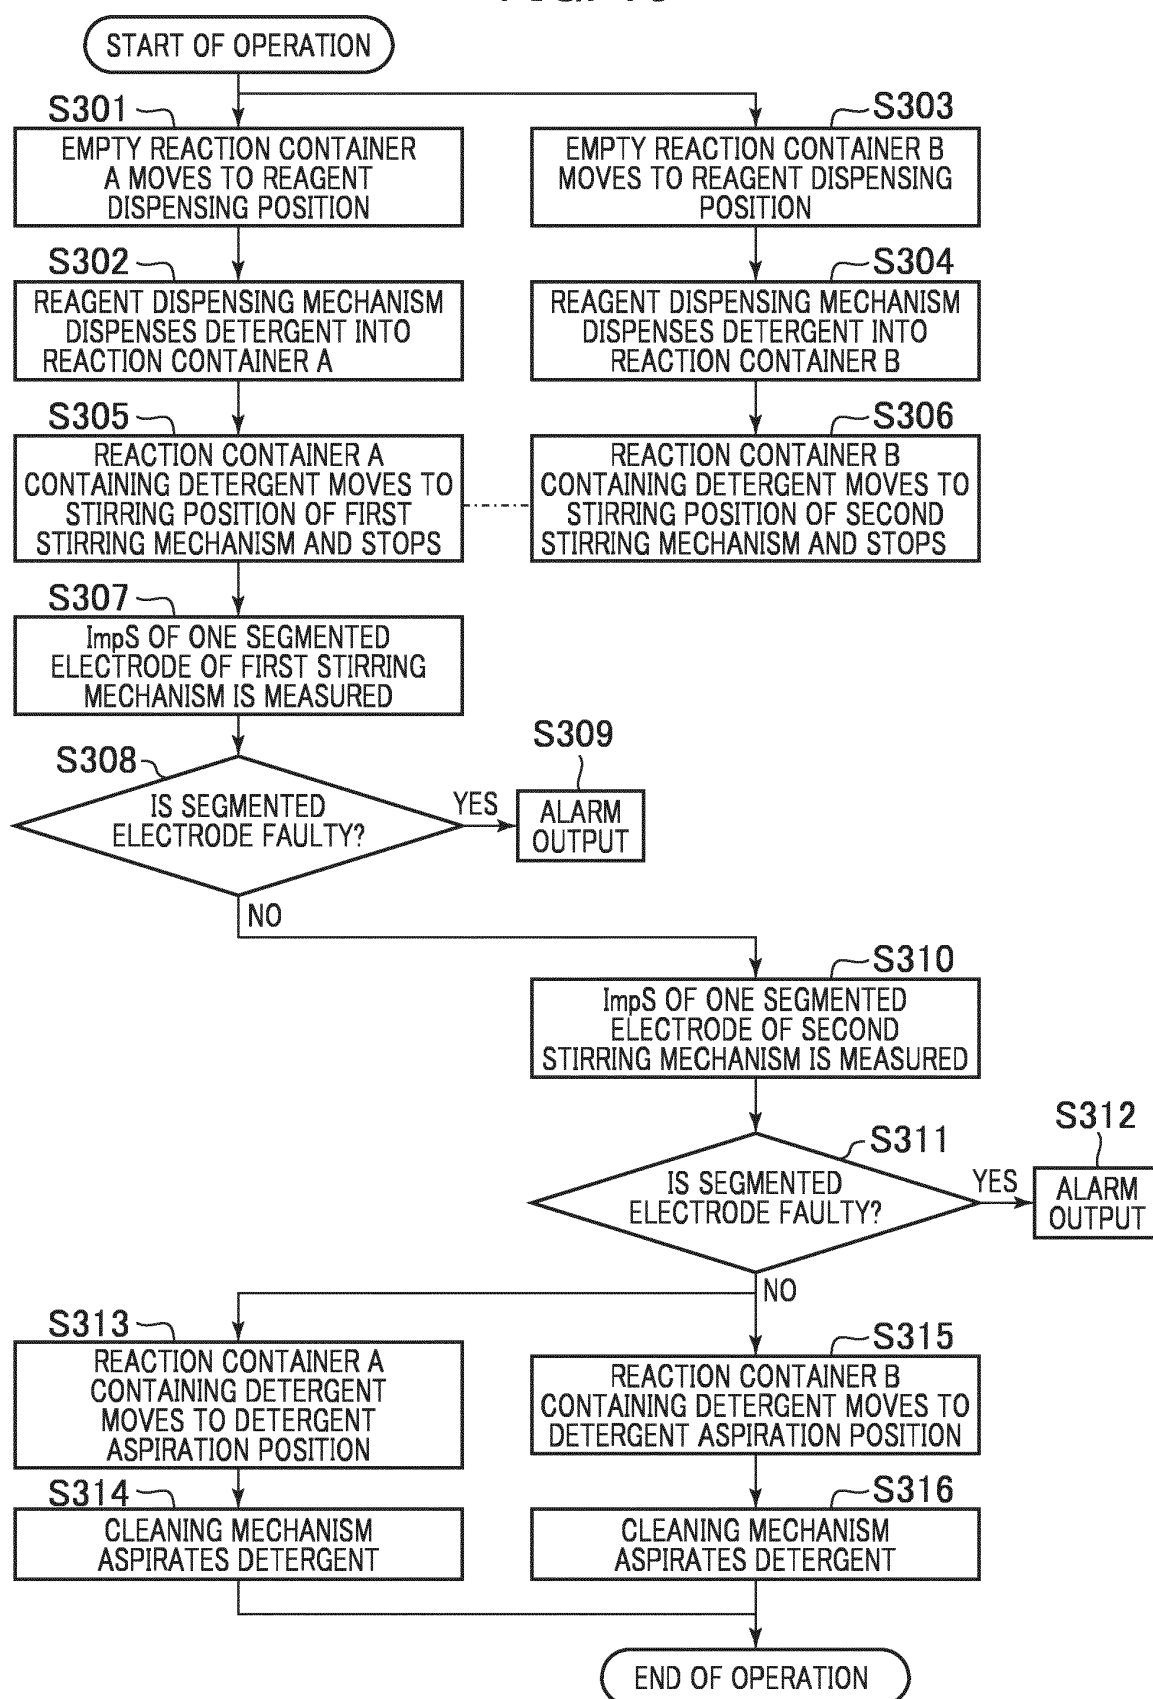 START OF OPERATION
S301
EMPTY REACTION CONTAINER
A MOVES TO REAGENT
DISPENSING POSITION
S303
EMPTY REACTION CONTAINER B
MOVES TO REAGENT DISPENSING
POSITION
S302
REAGENT DISPENSING MECHANISM
DISPENSES DETERGENT INTO
REACTION CONTAINER A
S304
REAGENT DISPENSING MECHANISM
DISPENSES DETERGENT INTO
REACTION CONTAINER B
S305
REACTION CONTAINER A
CONTAINING DETERGENT MOVES TO
STIRRING POSITION OF FIRST
STIRRING MECHANISM AND STOPS
S306
REACTION CONTAINER B
CONTAINING DETERGENT MOVES TO
STIRRING POSITION OF SECOND
STIRRING MECHANISM AND STOPS
S307
ImpS OF ONE SEGMENTED
ELECTRODE OF FIRST STIRRING
MECHANISM IS MEASURED
S308
IS SEGMENTED
ELECTRODE FAULTY?
YES
S309
ALARM
OUTPUT
NO
S310
ImpS OF ONE SEGMENTED
ELECTRODE OF SECOND
STIRRING MECHANISM IS MEASURED
S311
IS SEGMENTED
ELECTRODE FAULTY?
YES
S312
ALARM
OUTPUT
NO
S313
REACTION CONTAINER A
CONTAINING DETERGENT
MOVES TO DETERGENT
ASPIRATION POSITION
S315
REACTION CONTAINER B
CONTAINING DETERGENT MOVES TO
DETERGENT ASPIRATION POSITION
S314
CLEANING MECHANISM
ASPIRATES DETERGENT
S316
CLEANING MECHANISM
ASPIRATES DETERGENT
END OF OPERATION